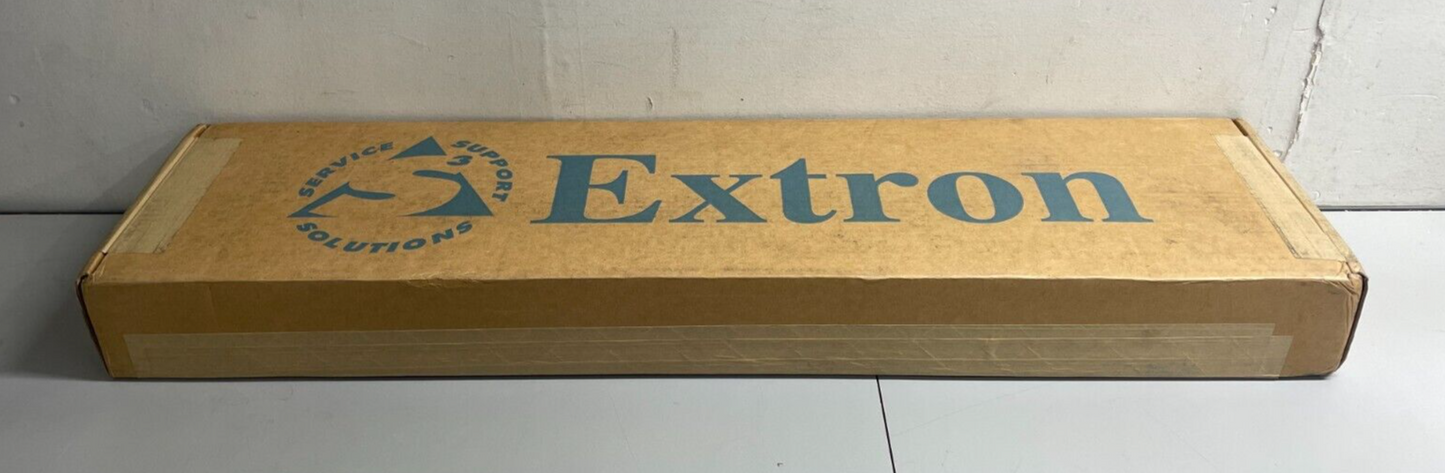 SERVICE
SUPPORT
3
SOLUTIONS
Extron